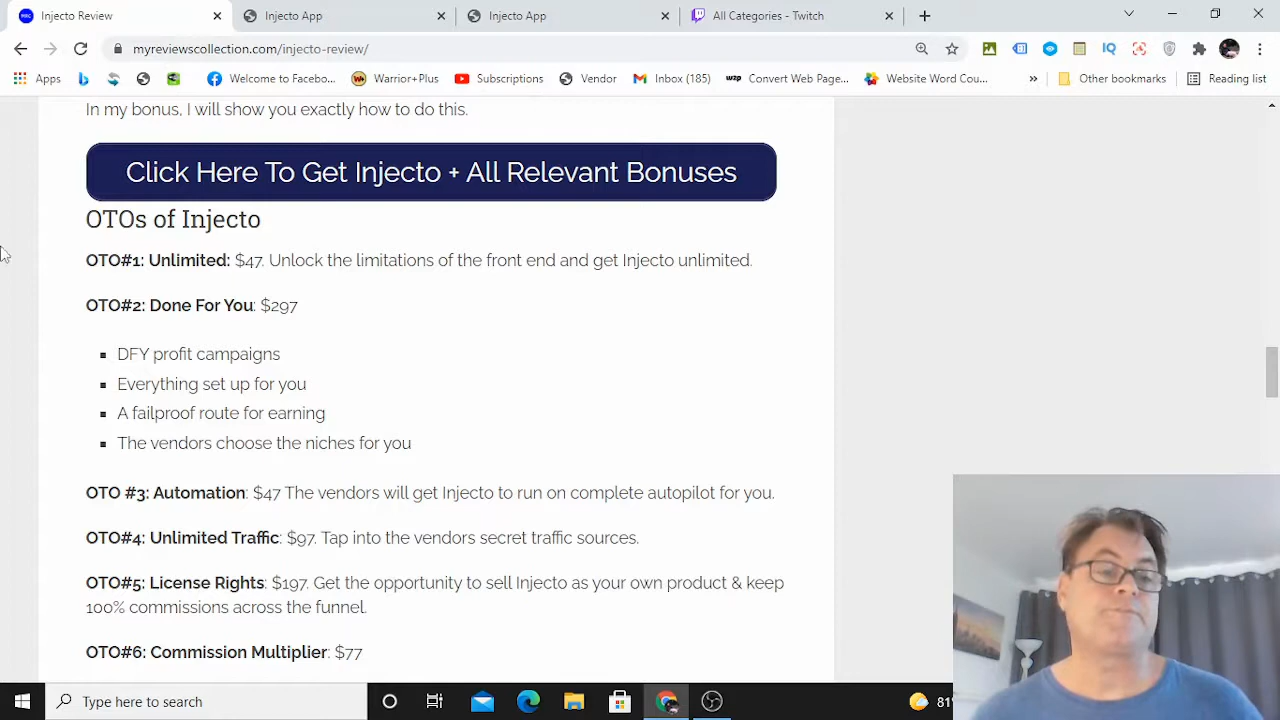 Injecto Review
Injecto App
Injecto App
All Categories - Twitch
myreviewscollection.com/injecto-review/
Apps
Welcome to Facebo...
Warrior+Plus
Subscriptions
Vendor
Inbox (185)
Convert Web Page...
Website Word Cou...
»
Other bookmarks
Reading list
In my bonus, I will show you exactly how to do this.
Click Here To Get Injecto + All Relevant Bonuses
OTOs of Injecto
OTO#1: Unlimited: $47. Unlock the limitations of the front end and get Injecto unlimited.
OTO#2: Done For You: $297
DFY profit campaigns
Everything set up for you
A failproof route for earning
The vendors choose the niches for you
OTO #3: Automation: $47 The vendors will get Injecto to run on complete autopilot for you.
OTO#4: Unlimited Traffic: $97. Tap into the vendors secret traffic sources.
OTO#5: License Rights: $197. Get the opportunity to sell Injecto as your own product & keep
100% commissions across the funnel.
OTO#6: Commission Multiplier: $77
Type here to search